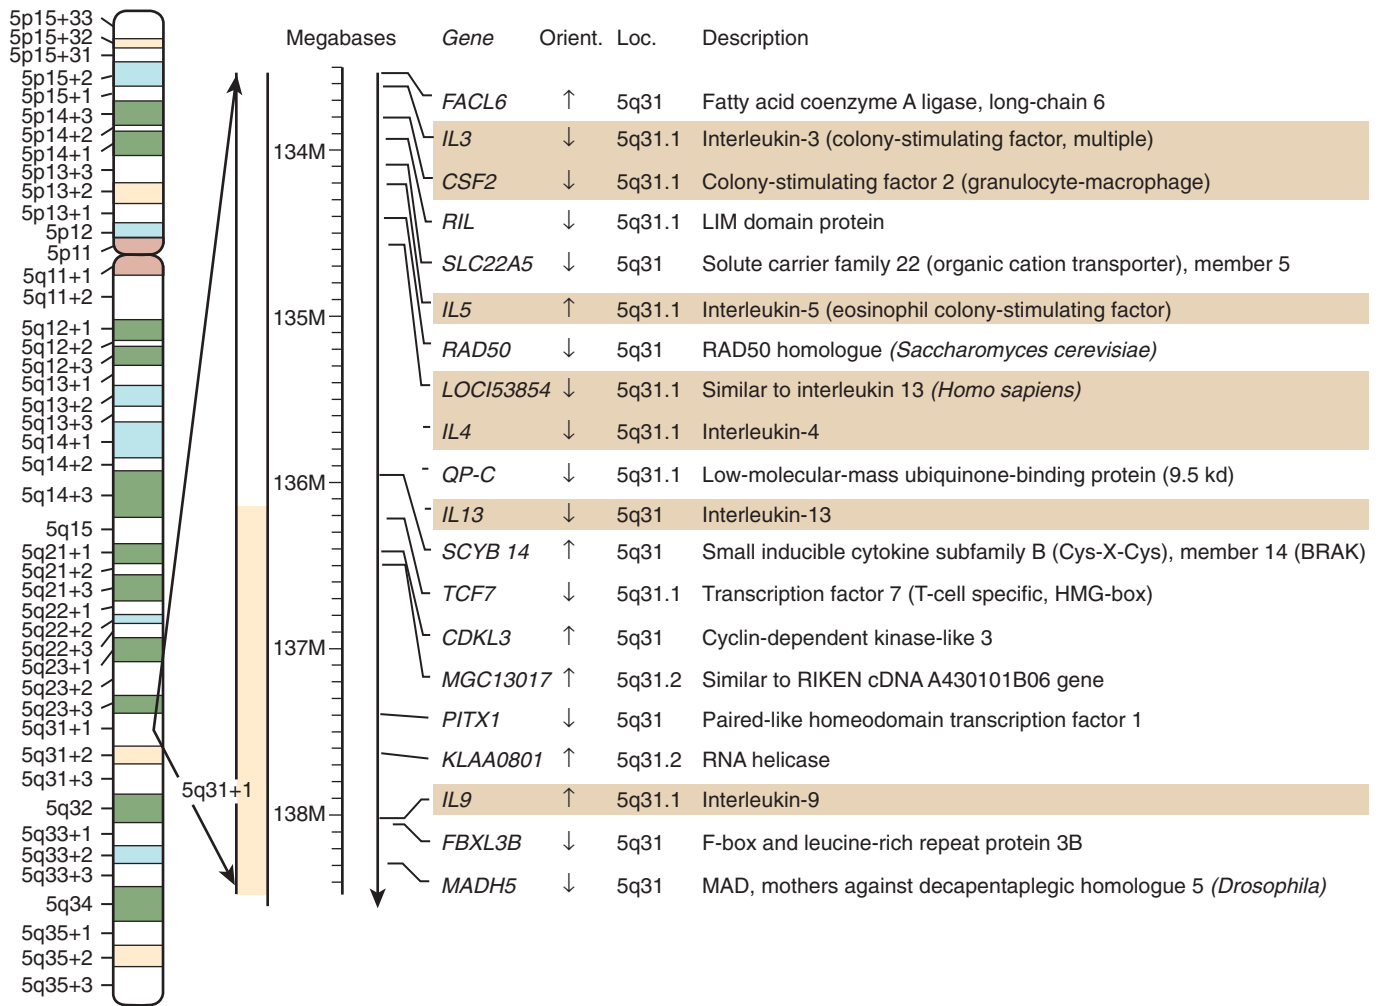 5p15+33
5p15+32
5p15+31
5p15+2
5p15+1
5p14+3
5p14+2
5p14+1
5p13+3
5p13+2
5p13+1
5p12
5p11
5q11+1
5q11+2
5q12+1
5q12+2
5q12+3
5q13+1
5q13+2
5q13+3
5q14+1
5q14+2
5q14+3
5q15
5q21+1
5q21+2
5q21+3
5q22+1
5q22+2
5q22+3
5q23+1
5q23+2
5q23+3
5q31+1
5q31+2
5q31+3
5q32
5q33+1
5q33+2
5q33+3
5q34
5q35+1
5q35+2
5q35+3
5q31+1
Megabases
134M
135M
136M
137M
138M
Gene Orient. Loc. Description
FACL6 ↑ 5q31 Fatty acid coenzyme A ligase, long-chain 6
IL3 ↓ 5q31.1 Interleukin-3 (colony-stimulating factor, multiple)
CSF2 ↓ 5q31.1 Colony-stimulating factor 2 (granulocyte-macrophage)
RIL ↓ 5q31.1 LIM domain protein
SLC22A5 ↓ 5q31 Solute carrier family 22 (organic cation transporter), member 5
IL5 ↑ 5q31.1 Interleukin-5 (eosinophil colony-stimulating factor)
RAD50 ↓ 5q31 RAD50 homologue (Saccharomyces cerevisiae)
LOCI53854 ↓ 5q31.1 Similar to interleukin 13 (Homo sapiens)
IL4 ↓ 5q31.1 Interleukin-4
QP-C ↓ 5q31.1 Low-molecular-mass ubiquinone-binding protein (9.5 kd)
IL13 ↓ 5q31 Interleukin-13
SCYB 14 ↑ 5q31 Small inducible cytokine subfamily B (Cys-X-Cys), member 14 (BRAK)
TCF7 ↓ 5q31.1 Transcription factor 7 (T-cell specific, HMG-box)
CDKL3 ↑ 5q31 Cyclin-dependent kinase-like 3
MGC13017 ↑ 5q31.2 Similar to RIKEN cDNA A430101B06 gene
PITX1 ↓ 5q31 Paired-like homeodomain transcription factor 1
KLAA0801 ↑ 5q31.2 RNA helicase
IL9 ↑ 5q31.1 Interleukin-9
FBXL3B ↓ 5q31 F-box and leucine-rich repeat protein 3B
MADH5 ↓ 5q31 MAD, mothers against decapentaplegic homologue 5 (Drosophila)